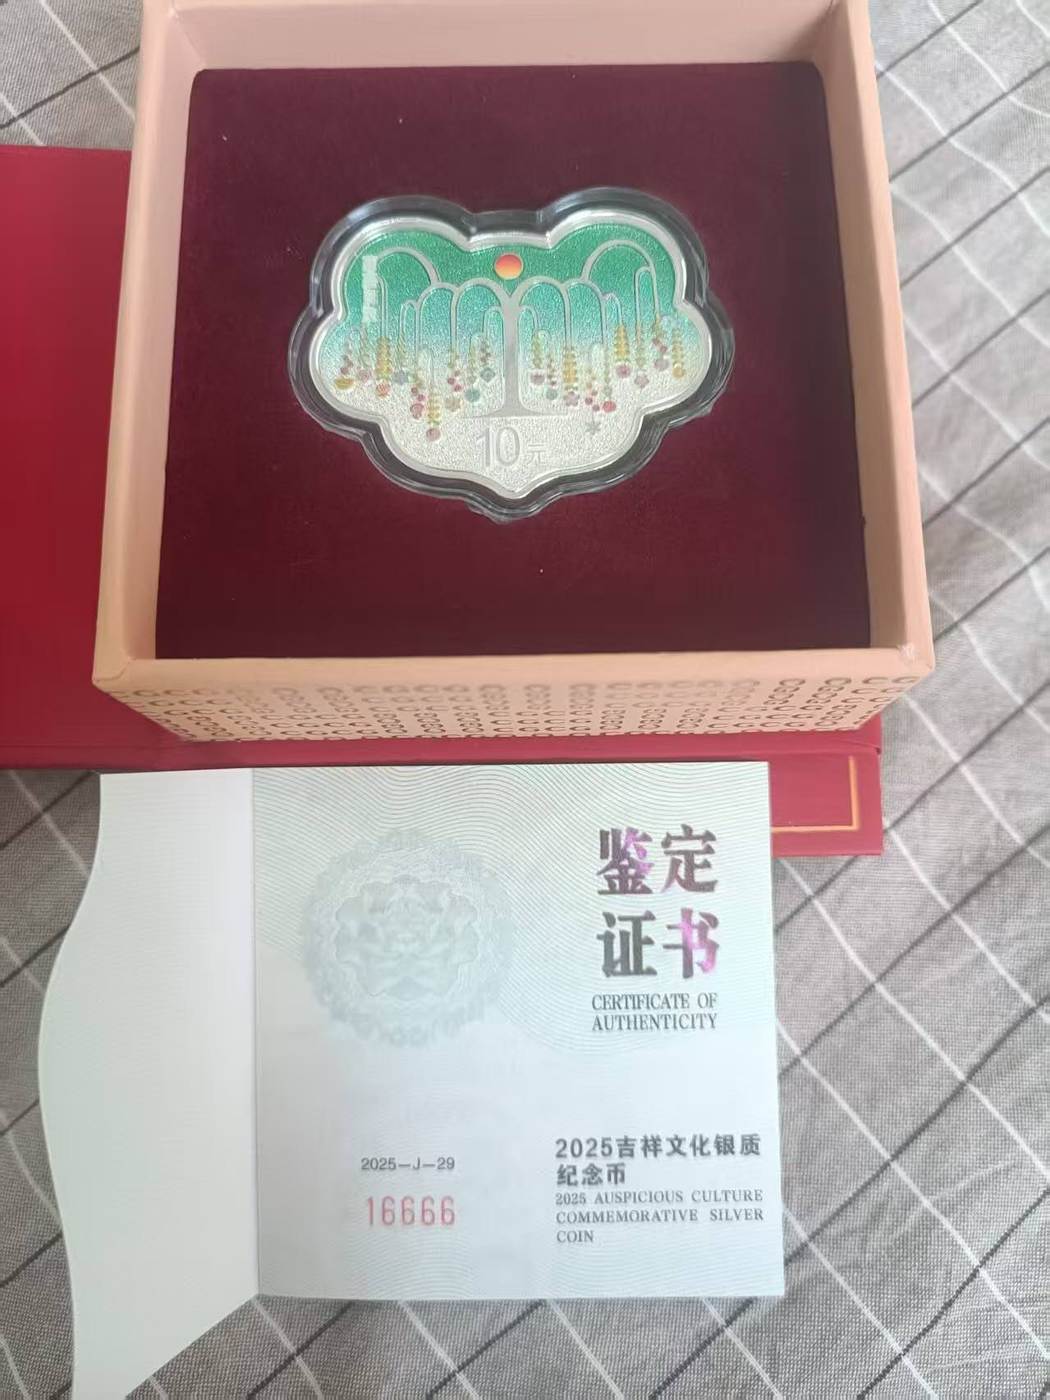 10元
鉴定
证书
CERTIFICATE OF
AUTHENTICITY
2025—J—29
16666
2025吉祥文化银质
纪念币
2025 AUSPICIOUS CULTURE
COMMEMORATIVE SILVER
COIN